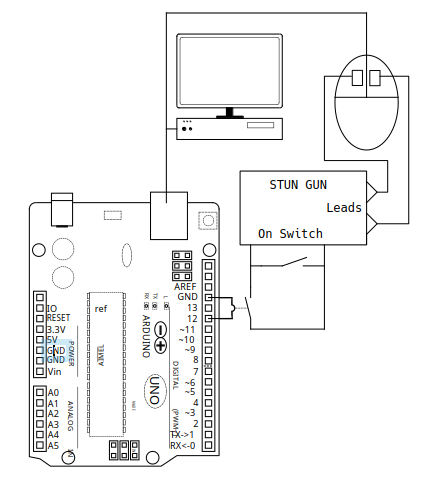 STUN GUN
Leads
On Switch
AREF
GND
13
12
~11
~10
~9
8
7
~6
~5
4
~3
2
TX->1
RX<-0
IO
RESET
3.3V
5V
GND
GND
Vin
A0
A1
A2
A3
A4
A5
POWER
ANALOG
IN
ref
RX
TX
L
ARDUINO
UNO
DIGITAL
(PWM~)